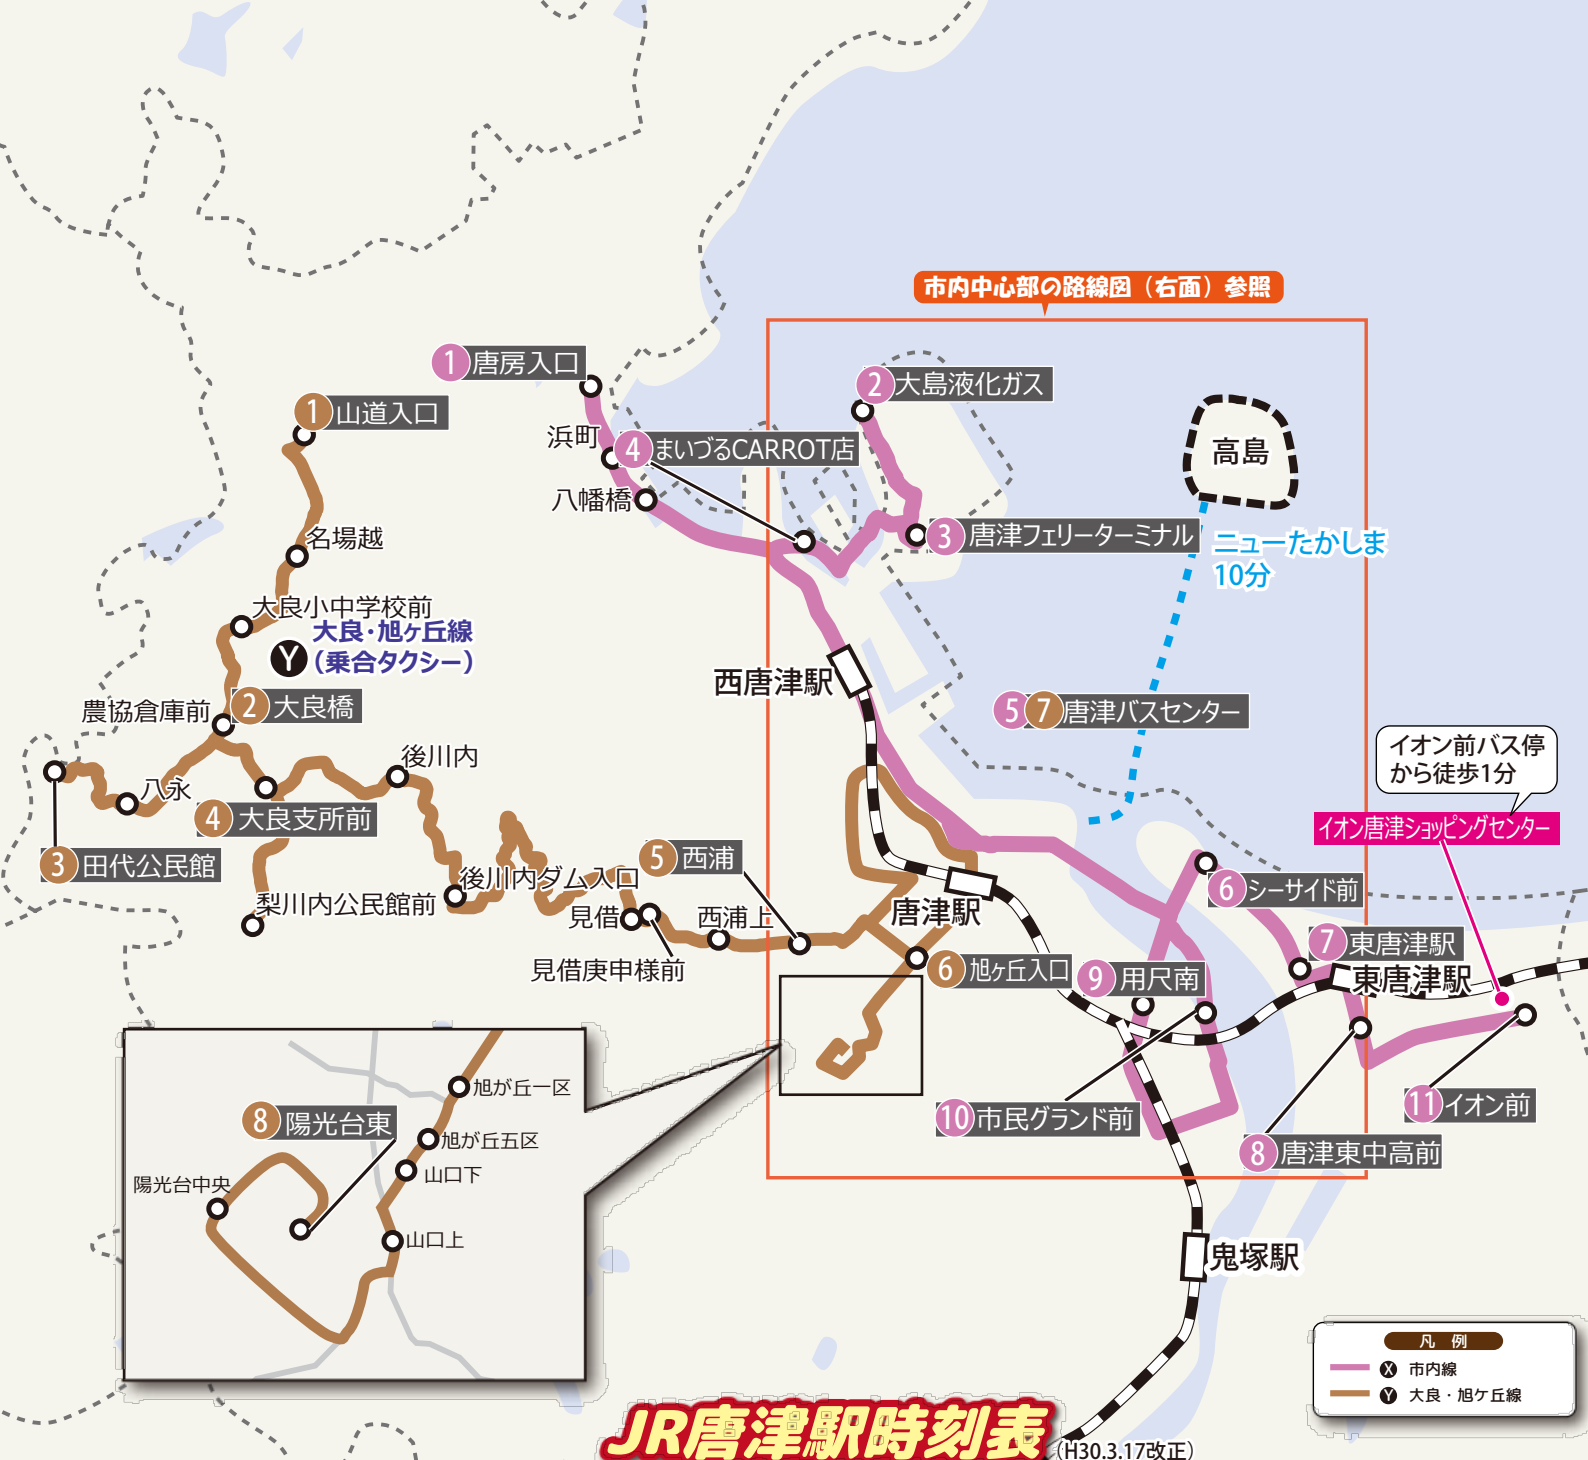 市内中心部の路線図（右面）参照
1 唐房入口
2 大島液化ガス
1 山道入口
浜町
4 まいづるCARROT店
高島
八幡橋
3 唐津フェリーターミナル
ニューたかしま
10分
名場越
大良小中学校前
Y 大良・旭ヶ丘線
（乗合タクシー）
西唐津駅
農協倉庫前
2 大良橋
5 7 唐津バスセンター
イオン前バス停
から徒歩1分
後川内
八永
4 大良支所前
イオン唐津ショッピングセンター
3 田代公民館
5 西浦
後川内ダム入口
6 シーサイド前
梨川内公民館前
見借
西浦上
唐津駅
7 東唐津駅
見借庚申様前
6 旭ヶ丘入口
9 用尺南
東唐津駅
旭が丘一区
8 陽光台東
10 市民グランド前
11 イオン前
旭が丘五区
8 唐津東中高前
山口下
陽光台中央
山口上
鬼塚駅
凡 例
X 市内線
Y 大良・旭ケ丘線
JR唐津駅時刻表
(H30.3.17改正)